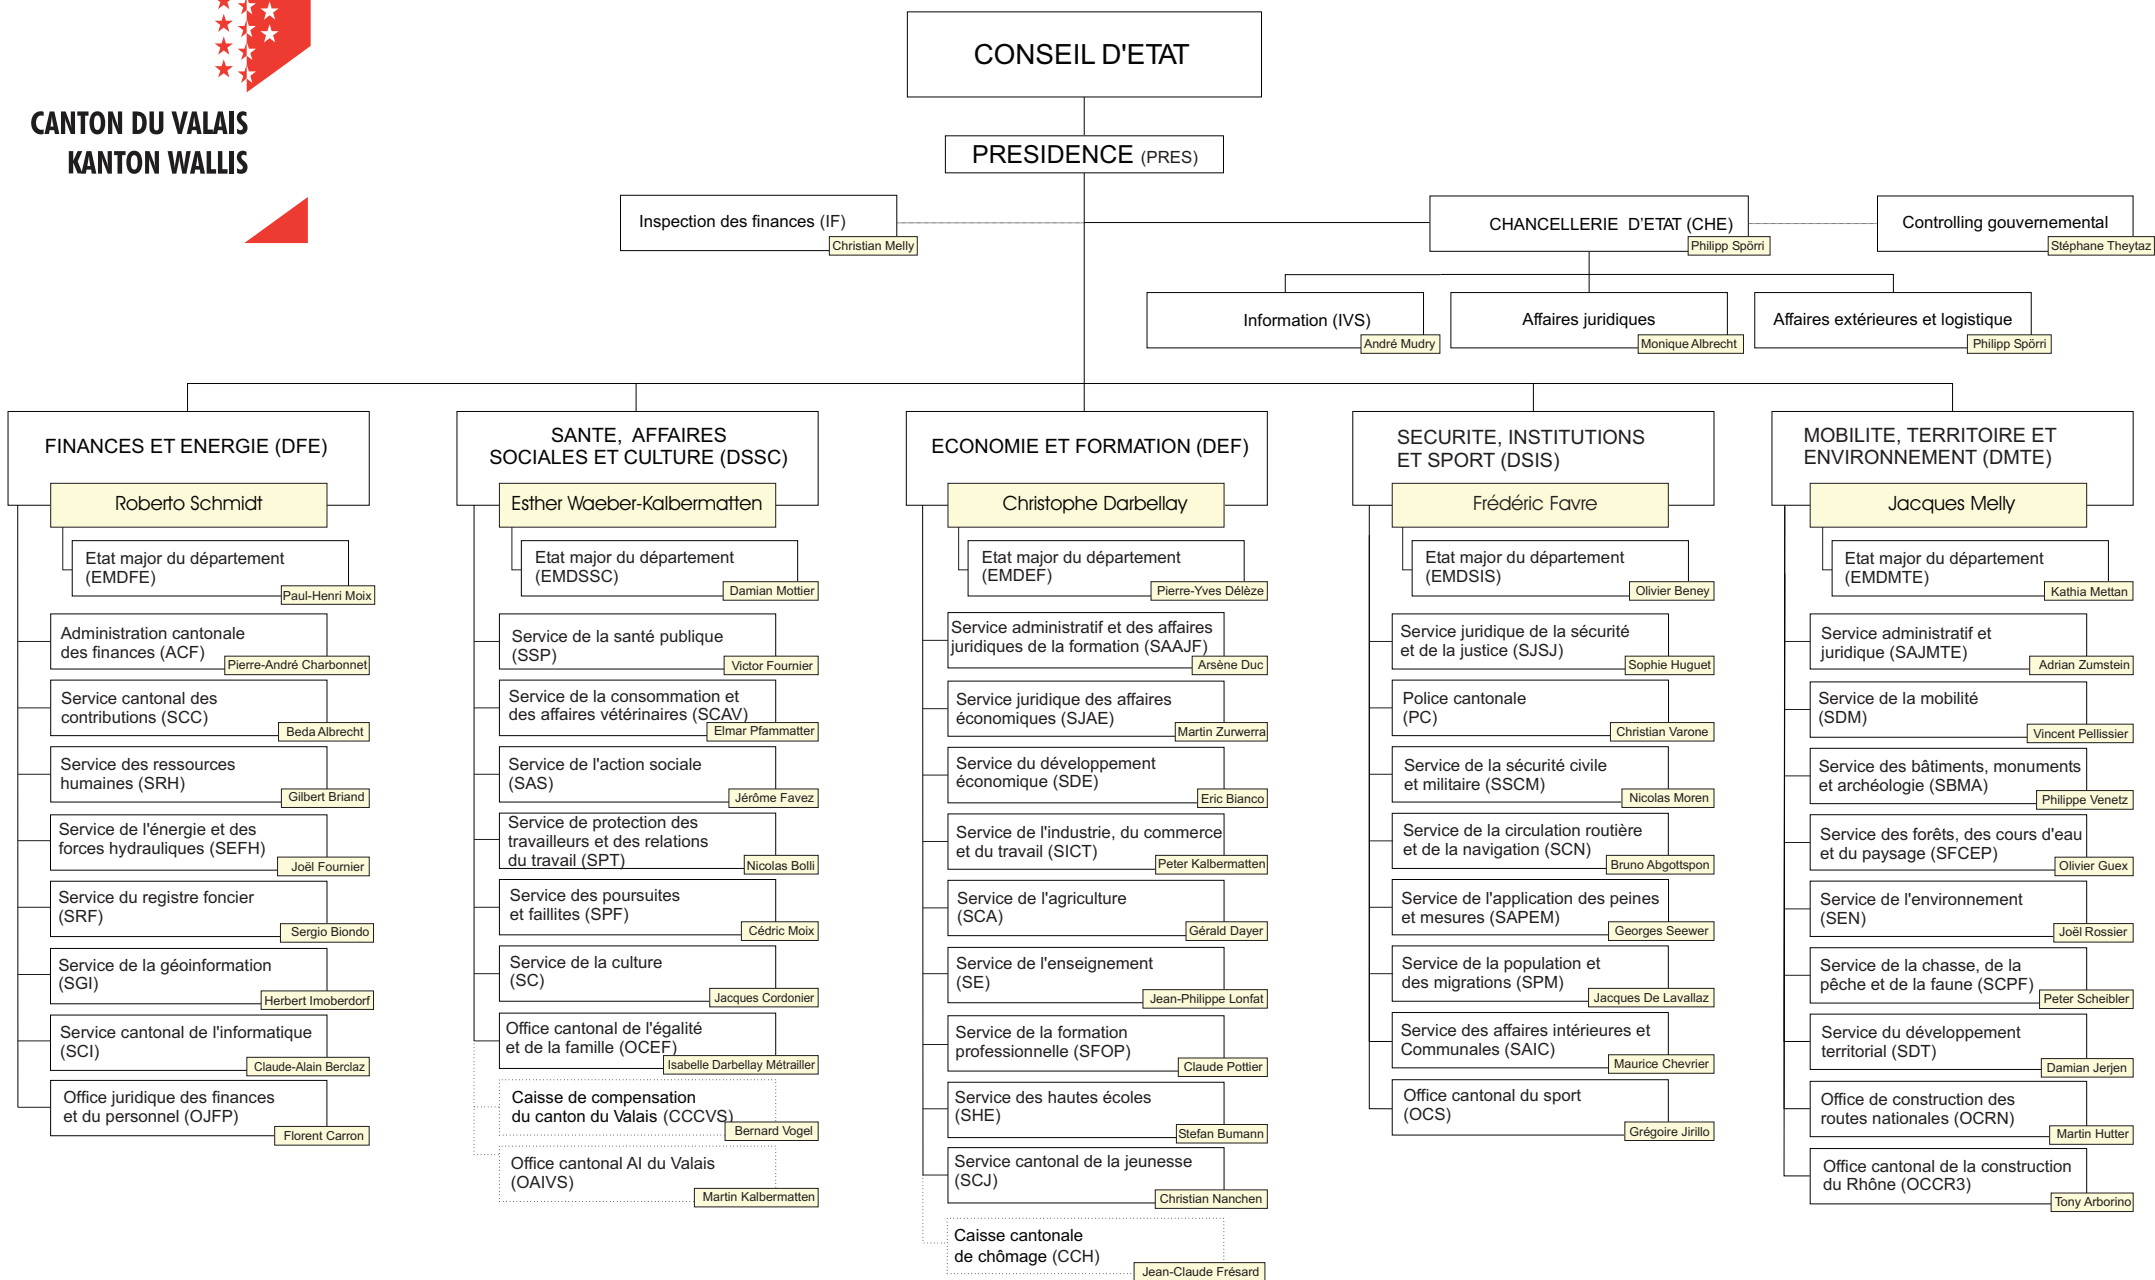 CANTON DU VALAIS
KANTON WALLIS
CONSEIL D'ETAT
PRESIDENCE (PRES)
Inspection des finances (IF)
Christian Melly
CHANCELLERIE D'ETAT (CHE)
Philipp Spörri
Controlling gouvernemental
Stéphane Theytaz
Information (IVS)
André Mudry
Affaires juridiques
Monique Albrecht
Affaires extérieures et logistique
Philipp Spörri
FINANCES ET ENERGIE (DFE)
Roberto Schmidt
Etat major du département
(EMDFE)
Paul-Henri Moix
Administration cantonale
des finances (ACF)
Pierre-André Charbonnet
Service cantonal des
contributions (SCC)
Beda Albrecht
Service des ressources
humaines (SRH)
Gilbert Briand
Service de l'énergie et des
forces hydrauliques (SEFH)
Joël Fournier
Service du registre foncier
(SRF)
Sergio Biondo
Service de la géoinformation
(SGI)
Herbert Imoberdorf
Service cantonal de l'informatique
(SCI)
Claude-Alain Berclaz
Office juridique des finances
et du personnel (OJFP)
Florent Carron
SANTE, AFFAIRES
SOCIALES ET CULTURE (DSSC)
Esther Waeber-Kalbermatten
Etat major du département
(EMDSSC)
Damian Mottier
Service de la santé publique
(SSP)
Victor Fournier
Service de la consommation et
des affaires vétérinaires (SCAV)
Elmar Pfammatter
Service de l'action sociale
(SAS)
Jérôme Favez
Service de protection des
travailleurs et des relations
du travail (SPT)
Nicolas Bolli
Service des poursuites
et faillites (SPF)
Cédric Moix
Service de la culture
(SC)
Jacques Cordonier
Office cantonal de l'égalité
et de la famille (OCEF)
Isabelle Darbellay Métrailler
Caisse de compensation
du canton du Valais (CCCVS)
Bernard Vogel
Office cantonal AI du Valais
(OAIVS)
Martin Kalbermatten
ECONOMIE ET FORMATION (DEF)
Christophe Darbellay
Etat major du département
(EMDEF)
Pierre-Yves Délèze
Service administratif et des affaires
juridiques de la formation (SAAJF)
Arsène Duc
Service juridique des affaires
économiques (SJAE)
Martin Zurwerra
Service du développement
économique (SDE)
Eric Bianco
Service de l'industrie, du commerce
et du travail (SICT)
Peter Kalbermatten
Service de l'agriculture
(SCA)
Gérald Dayer
Service de l'enseignement
(SE)
Jean-Philippe Lonfat
Service de la formation
professionnelle (SFOP)
Claude Pottier
Service des hautes écoles
(SHE)
Stefan Bumann
Service cantonal de la jeunesse
(SCJ)
Christian Nanchen
Caisse cantonale
de chômage (CCH)
Jean-Claude Frésard
SECURITE, INSTITUTIONS
ET SPORT (DSIS)
Frédéric Favre
Etat major du département
(EMDSIS)
Olivier Beney
Service juridique de la sécurité
et de la justice (SJSJ)
Sophie Huguet
Police cantonale
(PC)
Christian Varone
Service de la sécurité civile
et militaire (SSCM)
Nicolas Moren
Service de la circulation routière
et de la navigation (SCN)
Bruno Abgottspon
Service de l'application des peines
et mesures (SAPEM)
Georges Seewer
Service de la population et
des migrations (SPM)
Jacques De Lavallaz
Service des affaires intérieures et
Communales (SAIC)
Maurice Chevrier
Office cantonal du sport
(OCS)
Grégoire Jirillo
MOBILITE, TERRITOIRE ET
ENVIRONNEMENT (DMTE)
Jacques Melly
Etat major du département
(EMDMTE)
Kathia Mettan
Service administratif et
juridique (SAJMTE)
Adrian Zumstein
Service de la mobilité
(SDM)
Vincent Pellissier
Service des bâtiments, monuments
et archéologie (SBMA)
Philippe Venetz
Service des forêts, des cours d'eau
et du paysage (SFCEP)
Olivier Guex
Service de l'environnement
(SEN)
Joël Rossier
Service de la chasse, de la
pêche et de la faune (SCPF)
Peter Scheibler
Service du développement
territorial (SDT)
Damian Jerjen
Office de construction des
routes nationales (OCRN)
Martin Hutter
Office cantonal de la construction
du Rhône (OCCR3)
Tony Arborino